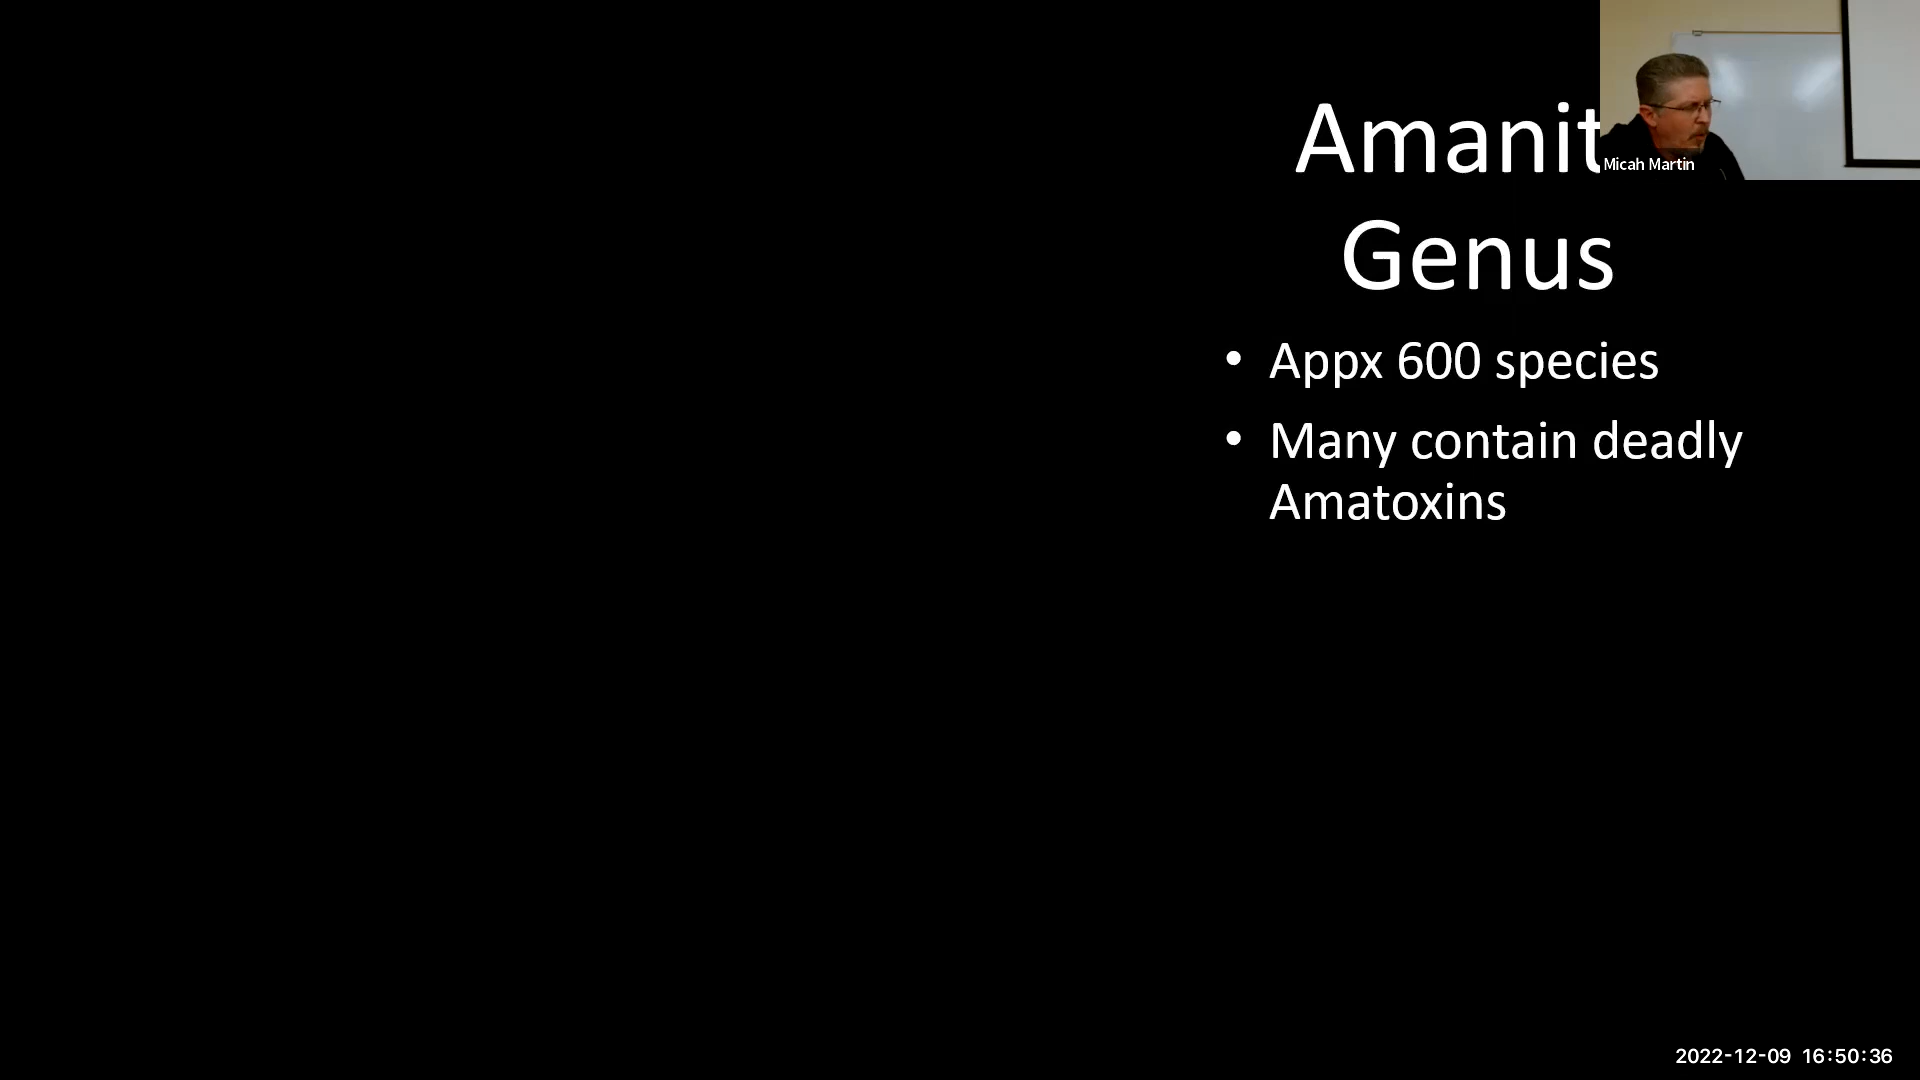 Amanit
Genus
• Appx 600 species
• Many contain deadly
Amatoxins
Micah Martin
2022-12-09 16:50:36